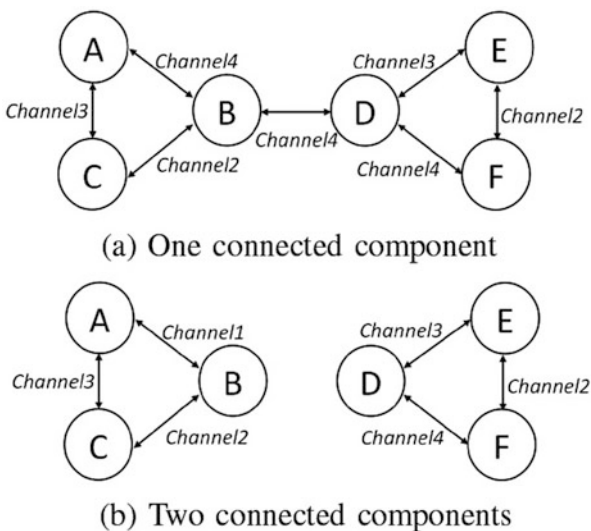 A
E
Channel4
Channel3
Channel3
B
D
Channel2
Channel4
C
Channel2
Channel4
F
(a) One connected component
A
E
Channel1
Channel3
Channel3
B
D
Channel2
C
Channel2
Channel4
F
(b) Two connected components